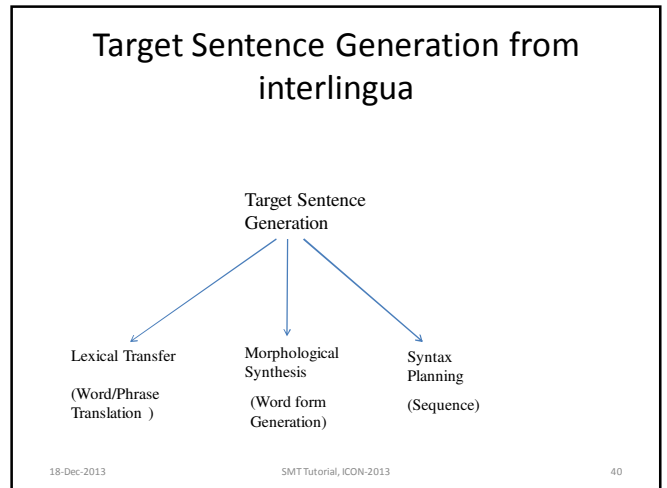 Target Sentence Generation from
interlingua
Target Sentence
Generation
Lexical Transfer
(Word/Phrase
Translation )
Morphological
Synthesis
(Word form
Generation)
Syntax
Planning
(Sequence)
18-Dec-2013
SMT Tutorial, ICON-2013
40